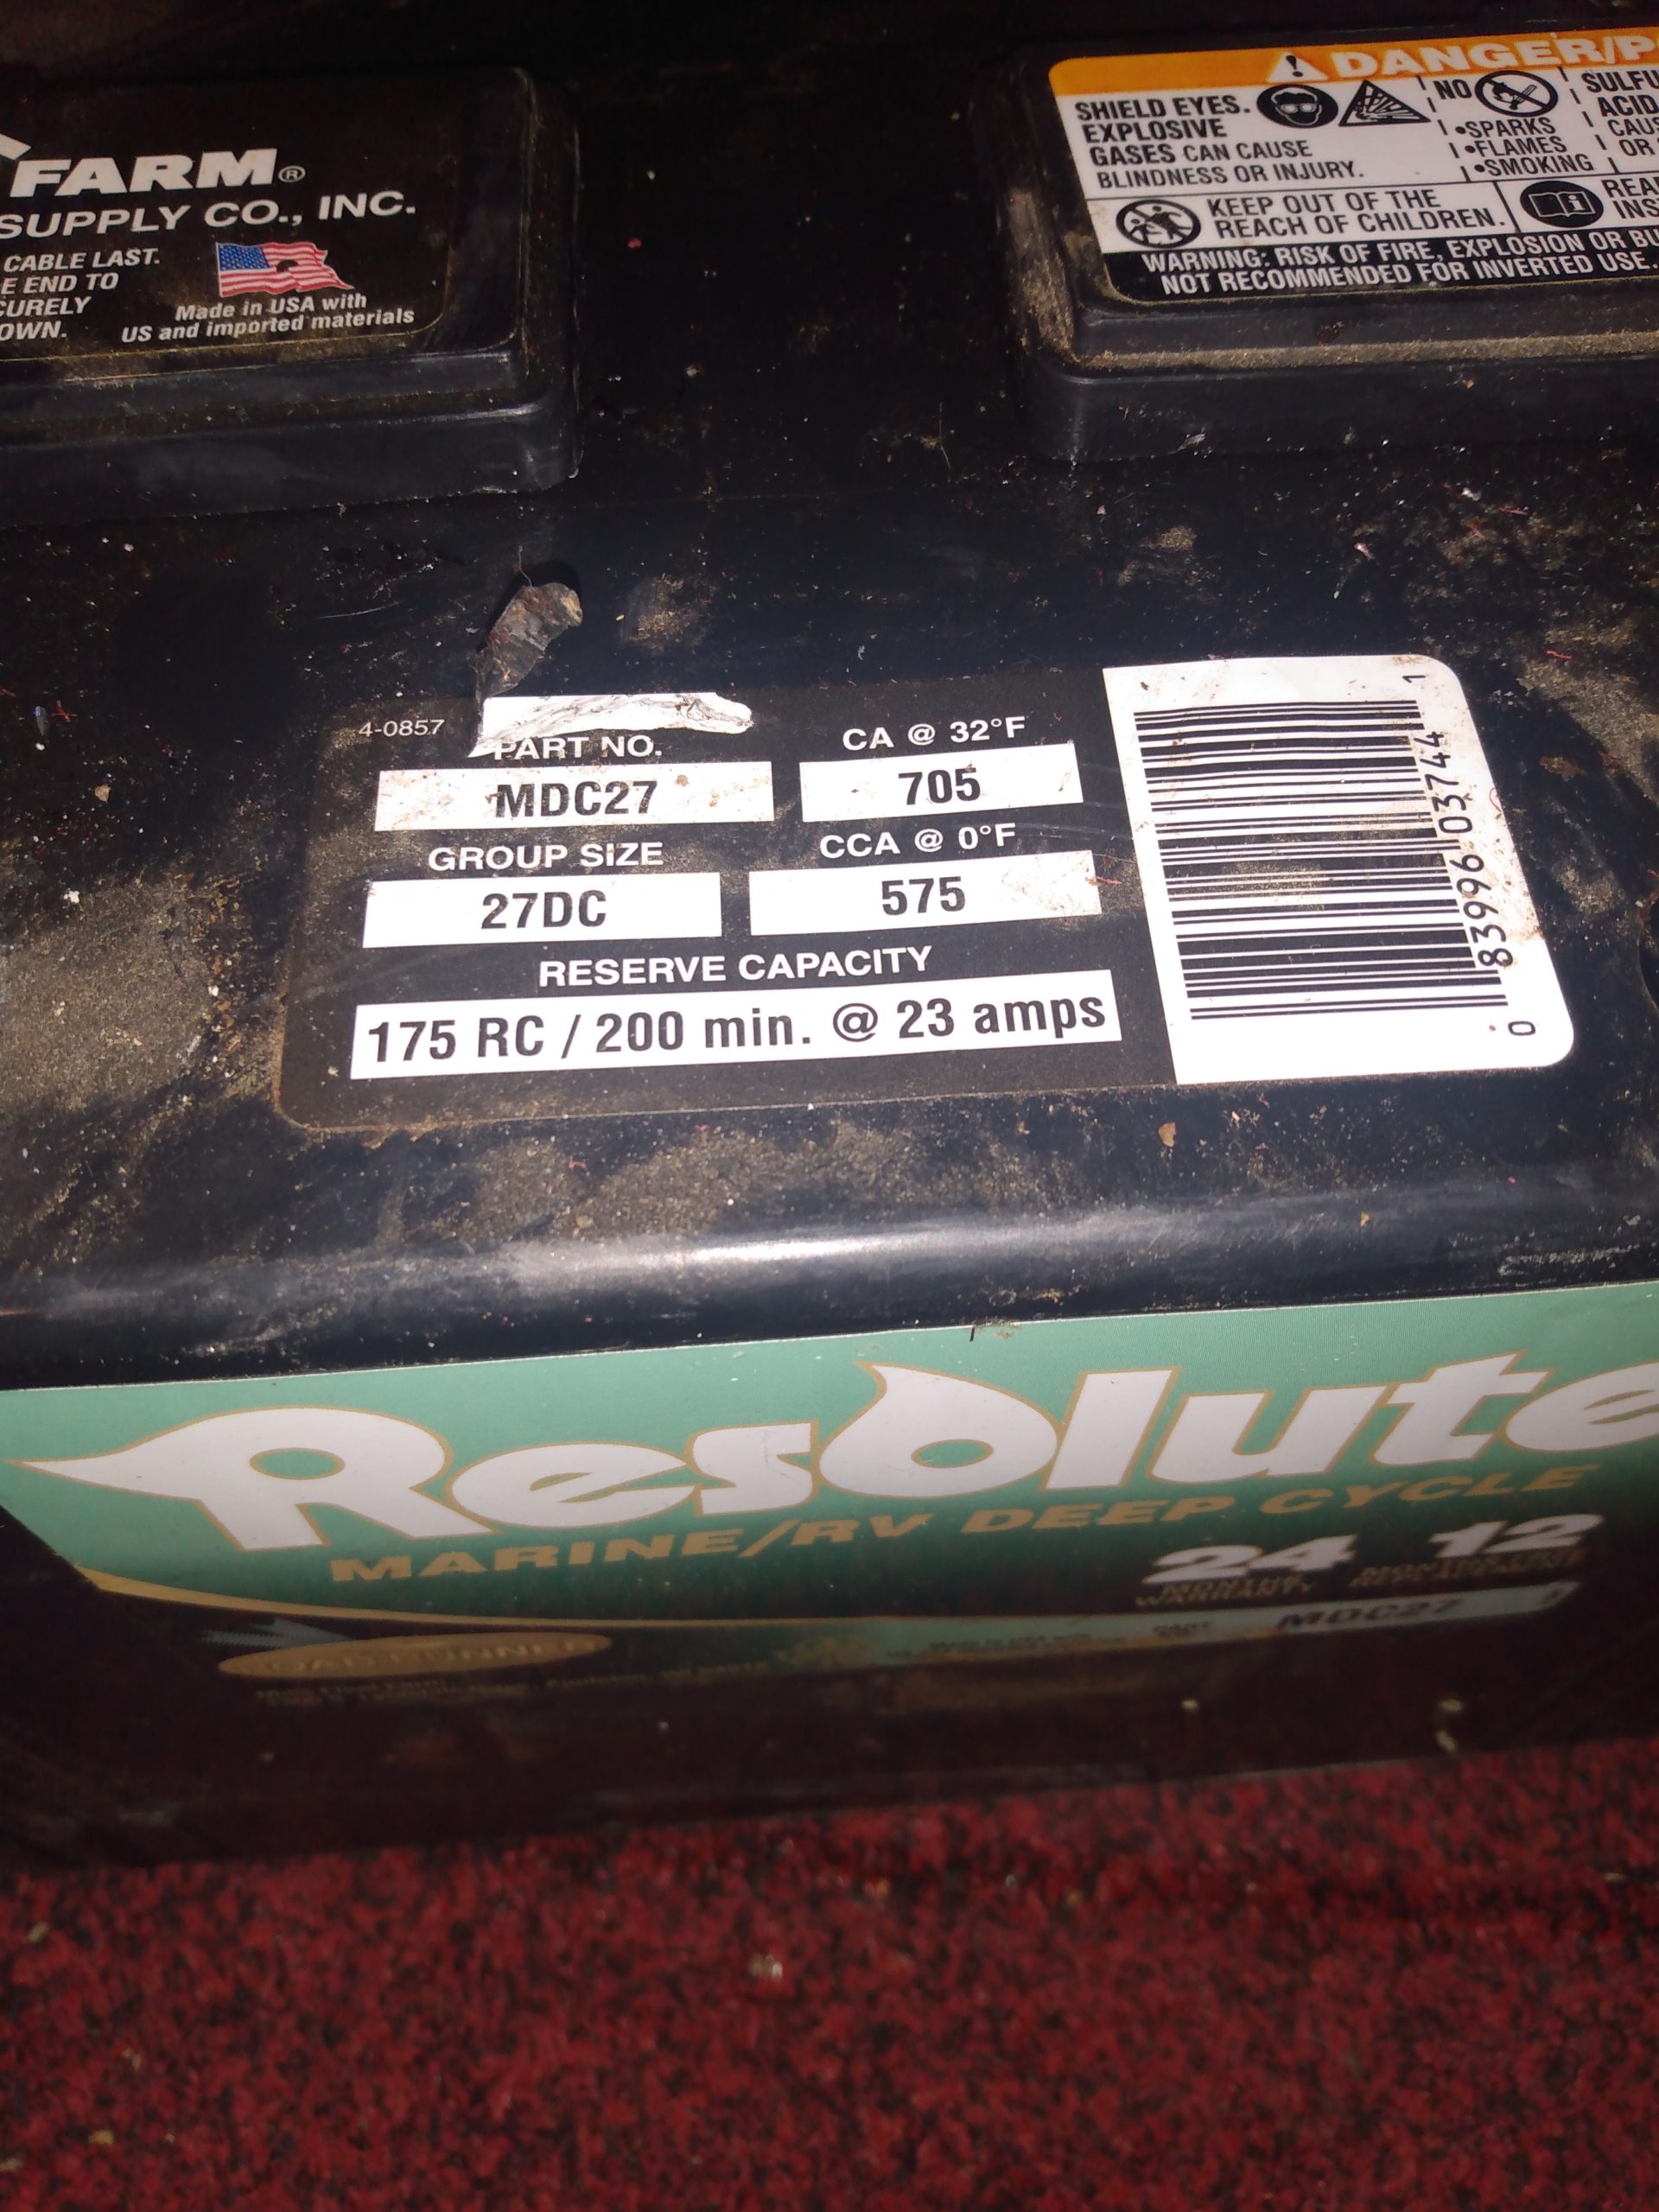 FARM®
SUPPLY CO., INC.
CABLE LAST.
E END TO
CURELY
OWN.
Made in USA with
US and imported materials
DANGER/P
SHIELD EYES.
EXPLOSIVE
GASES CAN CAUSE
BLINDNESS OR INJURY.
NO
•SPARKS
•FLAMES
•SMOKING
SULFU
ACID
CAUS
OR
KEEP OUT OF THE
REACH OF CHILDREN.
REA
INS
WARNING: RISK OF FIRE, EXPLOSION OR BU
NOT RECOMMENDED FOR INVERTED USE.
4-0857
PART NO.
MDC27
CA @ 32°F
705
GROUP SIZE
27DC
CCA @ 0°F
575
RESERVE CAPACITY
175 RC / 200 min. @ 23 amps
0 83996 03744 1
Resolute
MARINE/RV DEEP CYCLE
24 12
MONTHS
WARRANTY
MDC27